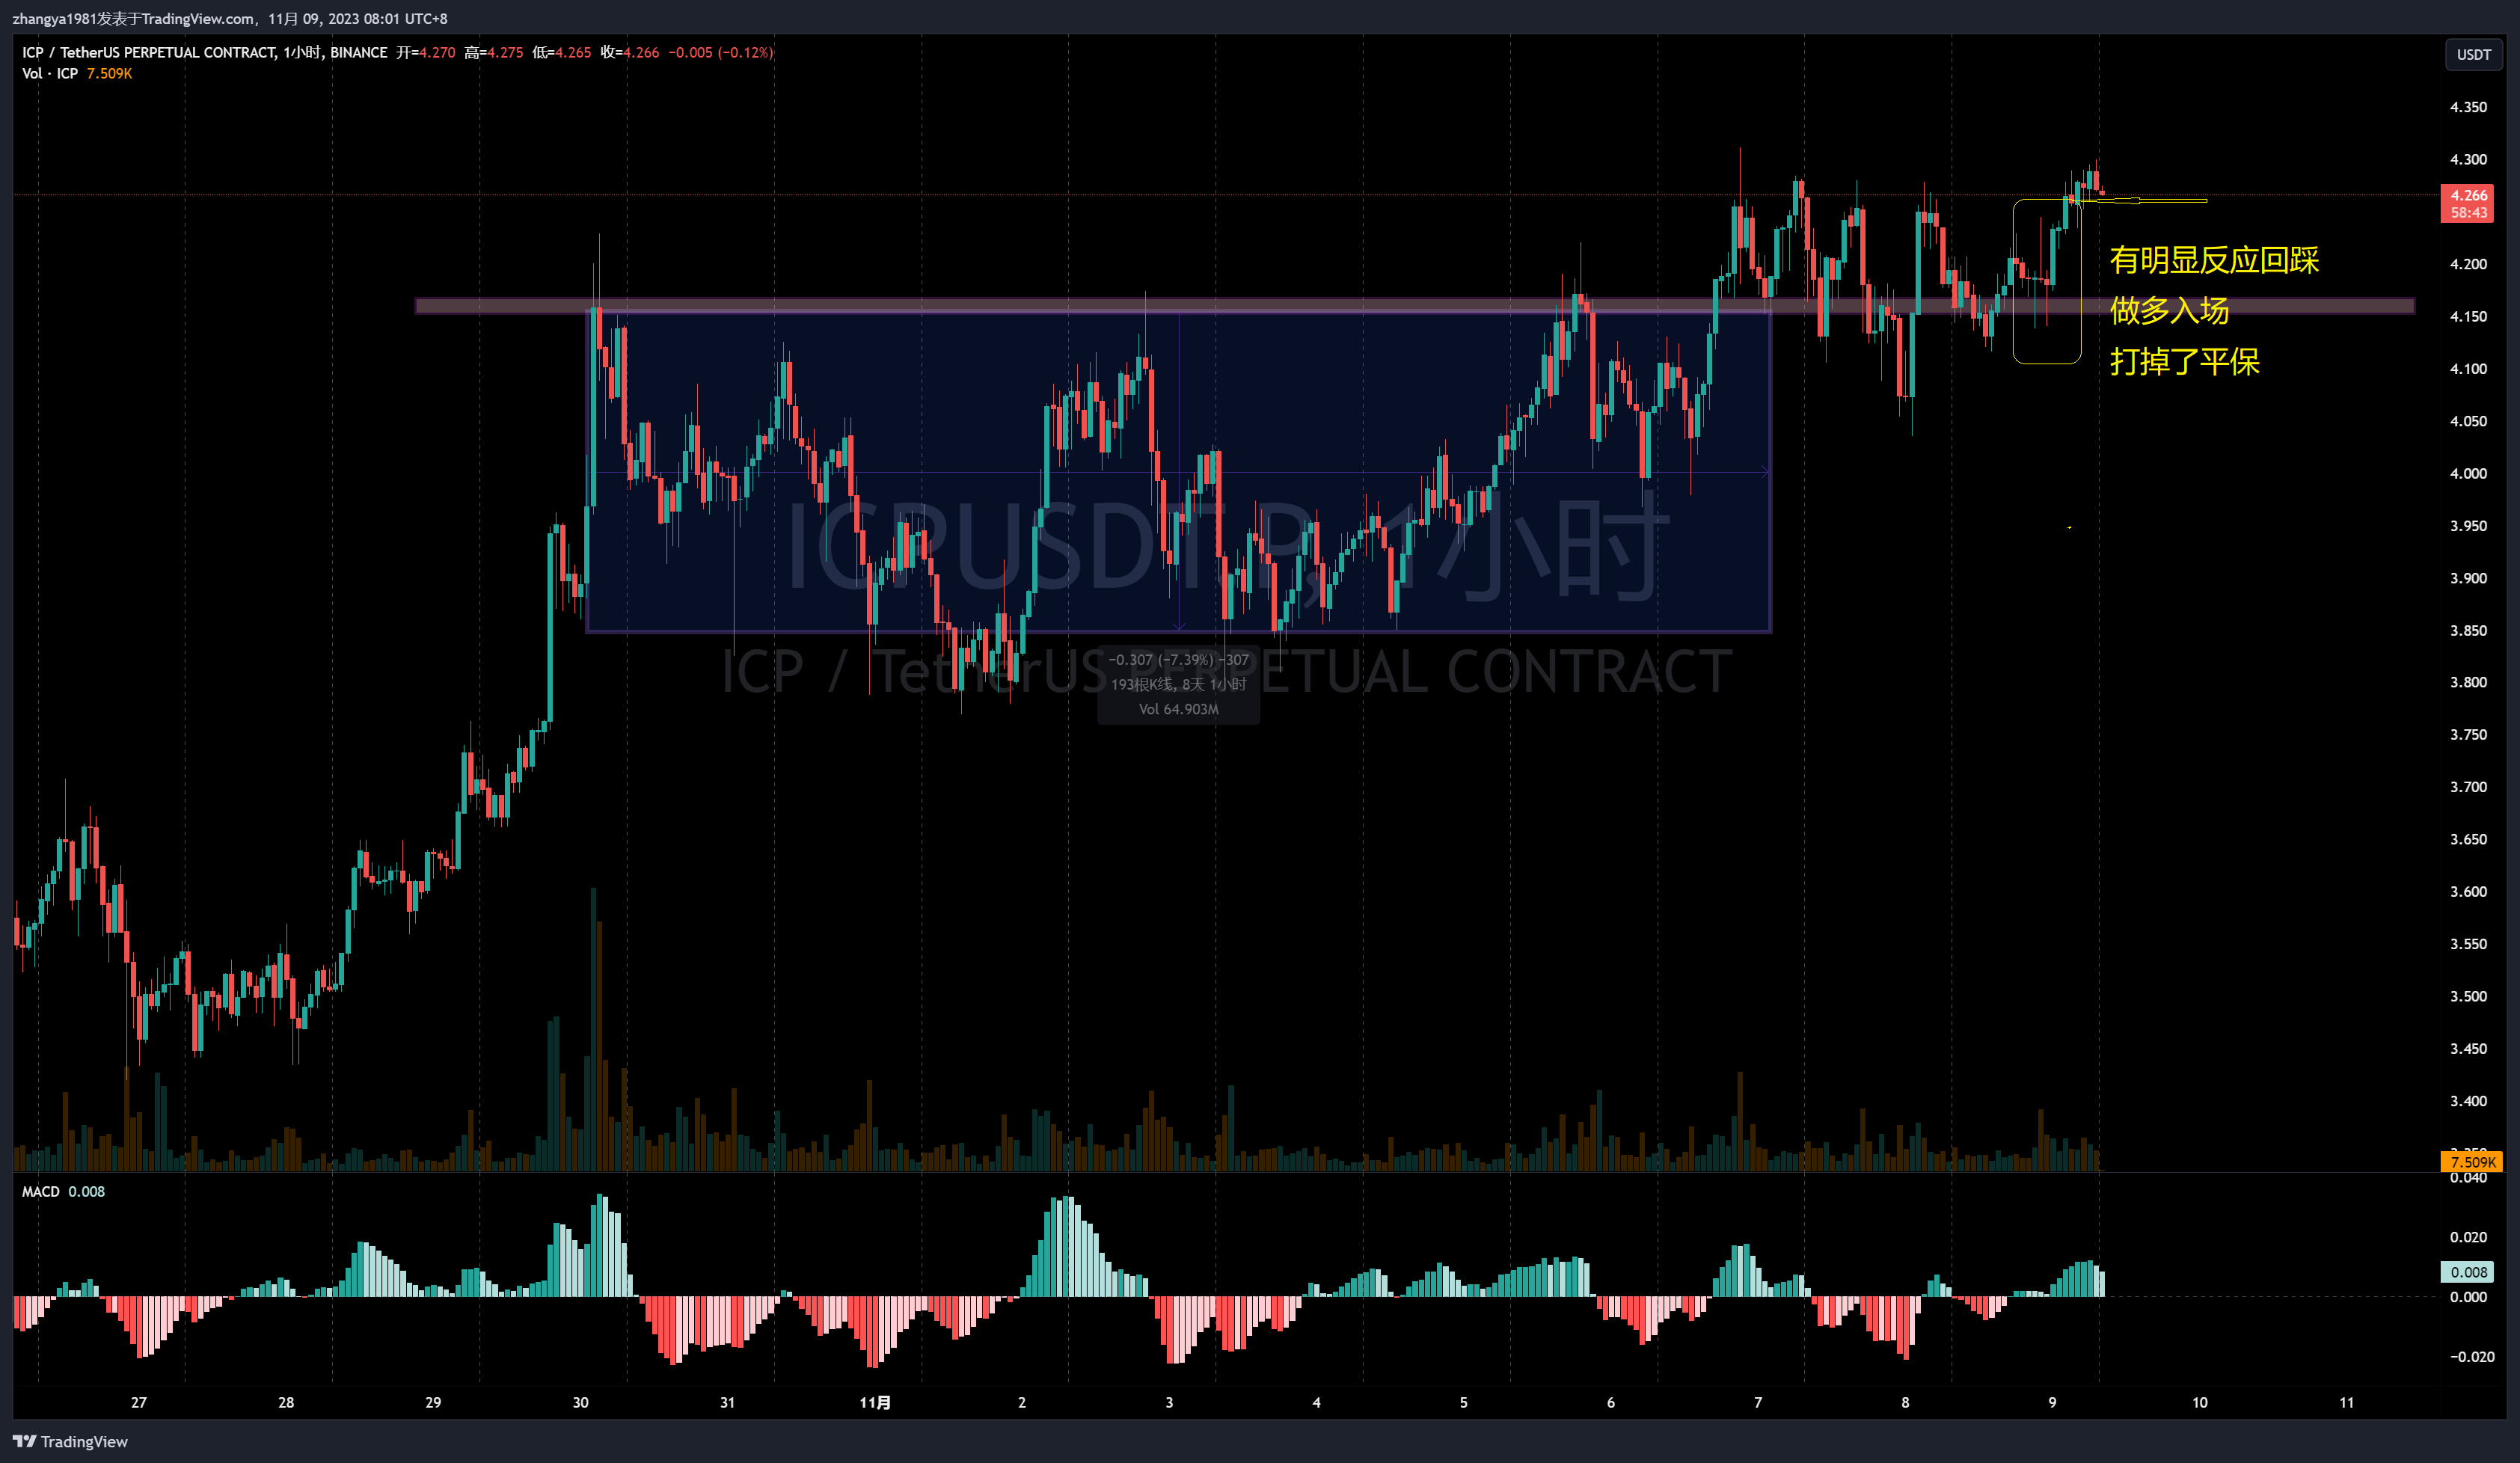 zhangya1981发表于TradingView.com, 11月 09, 2023 08:01 UTC+8
ICP / TetherUS PERPETUAL CONTRACT, 1小时, BINANCE 开=4.270 高=4.275 低=4.265 收=4.266 −0.005 (−0.12%)
Vol · ICP 7.509K
USDT
4.350
4.300
4.266
58:43
4.200
4.150
4.100
4.050
4.000
3.950
3.900
3.850
3.800
3.750
3.700
3.650
3.600
3.550
3.500
3.450
3.400
7.509K
有明显反应回踩
做多入场
打掉了平保
ICPUSDT.P, 1小时
ICP / TetherUS PERPETUAL CONTRACT
−0.307 (−7.39%) −307
193根K线, 8天 1小时
Vol 64.903M
MACD 0.008
0.040
0.020
0.008
0.000
−0.020
27 28 29 30 31 11月 2 3 4 5 6 7 8 9 10 11
TradingView